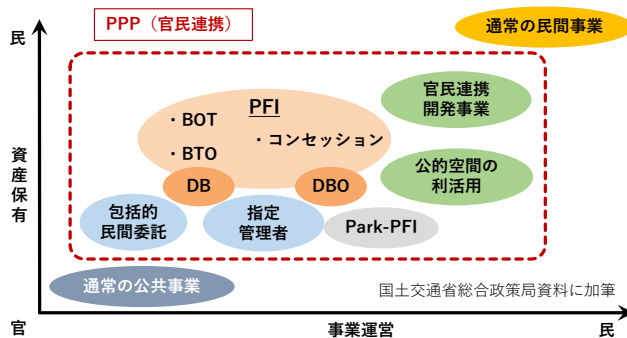 民
PPP（官民連携）
通常の民間事業
官民連携
開発事業
PFI
・BOT
・コンセッション
・BTO
資産保有
DB
DBO
公的空間の
利活用
包括的
民間委託
指定
管理者
Park-PFI
通常の公共事業
国土交通省総合政策局資料に加筆
官
事業運営
民